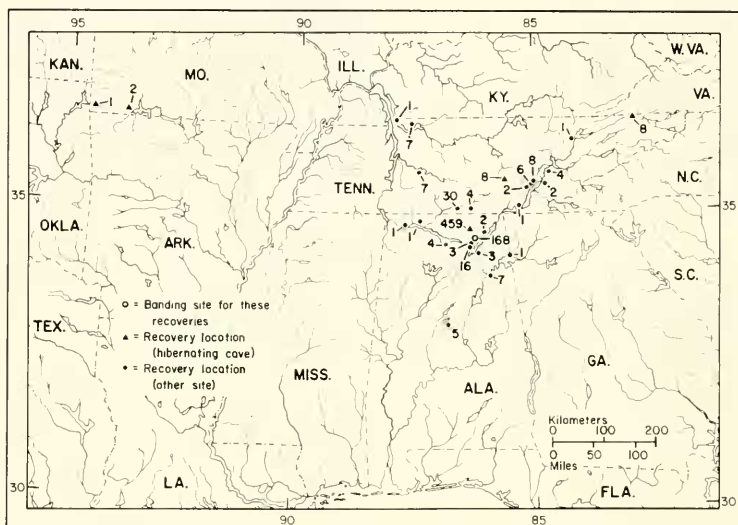 95 90 85
KAN. MO. ILL. W. VA.
KY. VA.
1 2 1 7 1 8
8 6 8 4
7 TENN. 2 2 N.C.
35 30 4 1 35
OKLA. ARK. 459 2
1 1 4 3 168
16 3 1 S.C.
7
○ = Banding site for these
recoveries
▲ = Recovery location
(hibernating cave)
• = Recovery location
(other site)
TEX. 5
MISS. ALA. GA.
Kilometers
0 100 200
0 50 100
Miles
LA. FLA.
30 30
90 85